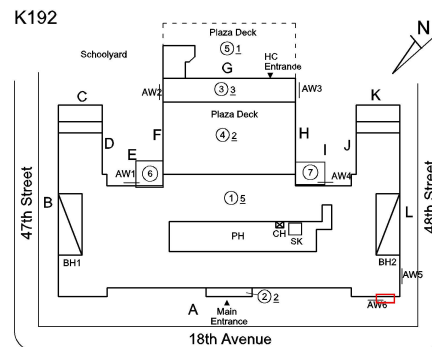 K192
Plaza Deck
⑤ 1
Schoolyard
G
HC
Entrance
N
AW2
③ 3
AW3
C
Plaza Deck
K
D
F
④ 2
H
J
E
I
AW1
⑥
⑦
AW4
47th Street
B
① 5
L
48th Street
CH
SK
PH
BH1
BH2
AW5
② 2
A
Main
Entrance
AW6
18th Avenue